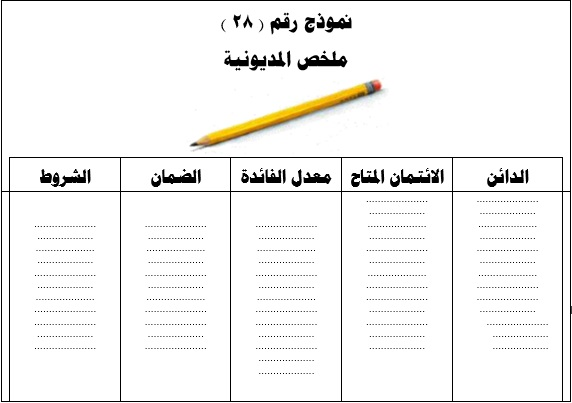 نموذج رقم ( ٢٨ )
ملخص المديونية
الدائن الائتمان المتاح معدل الفائدة الضمان الشروط